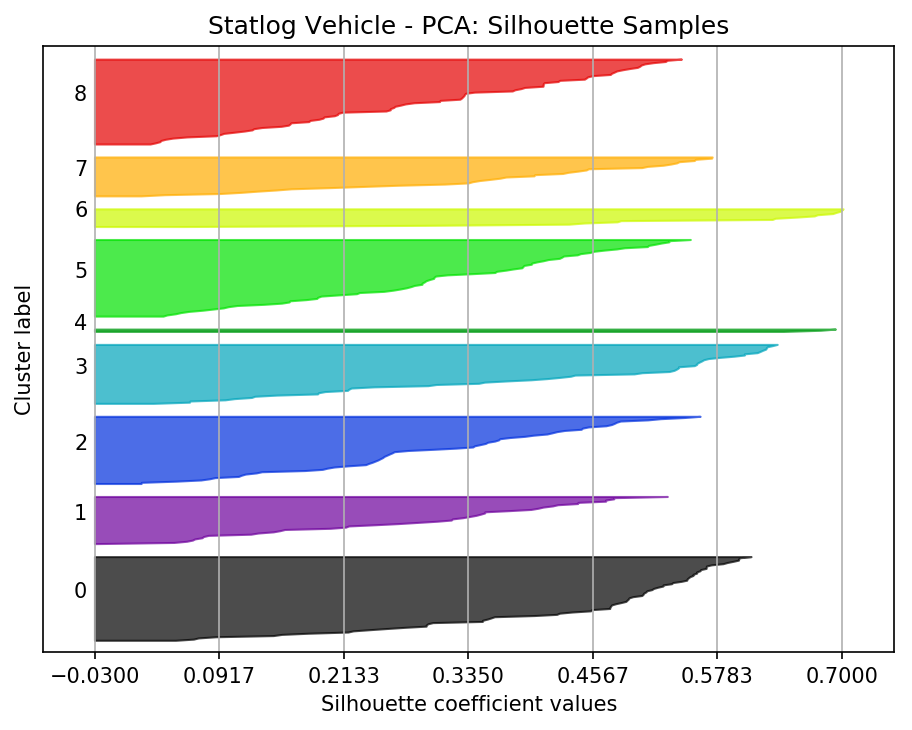 Statlog Vehicle - PCA: Silhouette Samples
8
7
6
5
4
3
2
1
0
Cluster label
−0.0300 0.0917 0.2133 0.3350 0.4567 0.5783 0.7000
Silhouette coefficient values